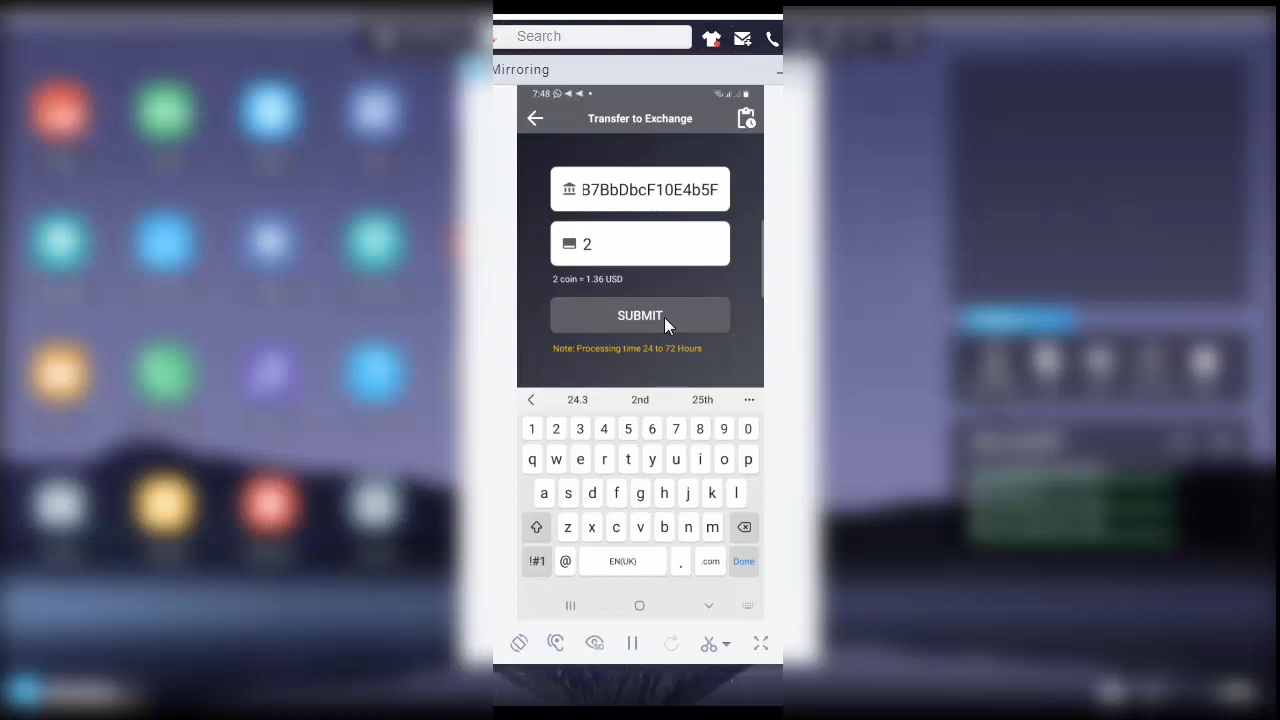 Search
Mirroring
7:48
Transfer to Exchange
B7BbDbcF10E4b5F
2
2 coin = 1.36 USD
SUBMIT
Note: Processing time 24 to 72 Hours
24.3 2nd 25th
1 2 3 4 5 6 7 8 9 0
q w e r t y u i o p
a s d f g h j k l
z x c v b n m
!#1 @ EN(UK) . .com Done
SD